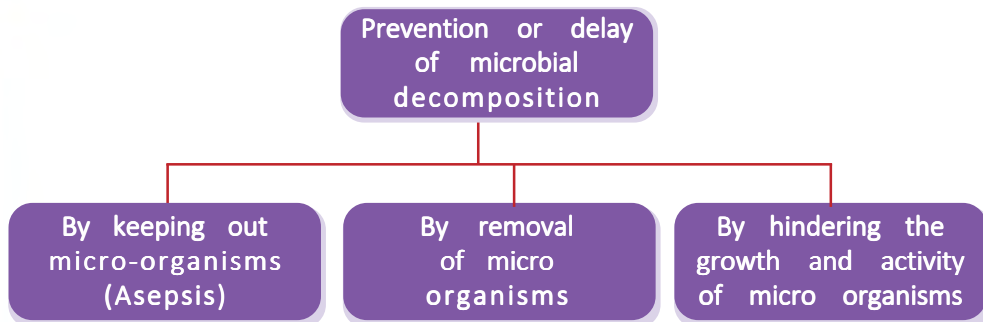 Prevention or delay
of microbial
decomposition
By keeping out
micro-organisms
(Asepsis)
By removal
of micro
organisms
By hindering the
growth and activity
of micro organisms